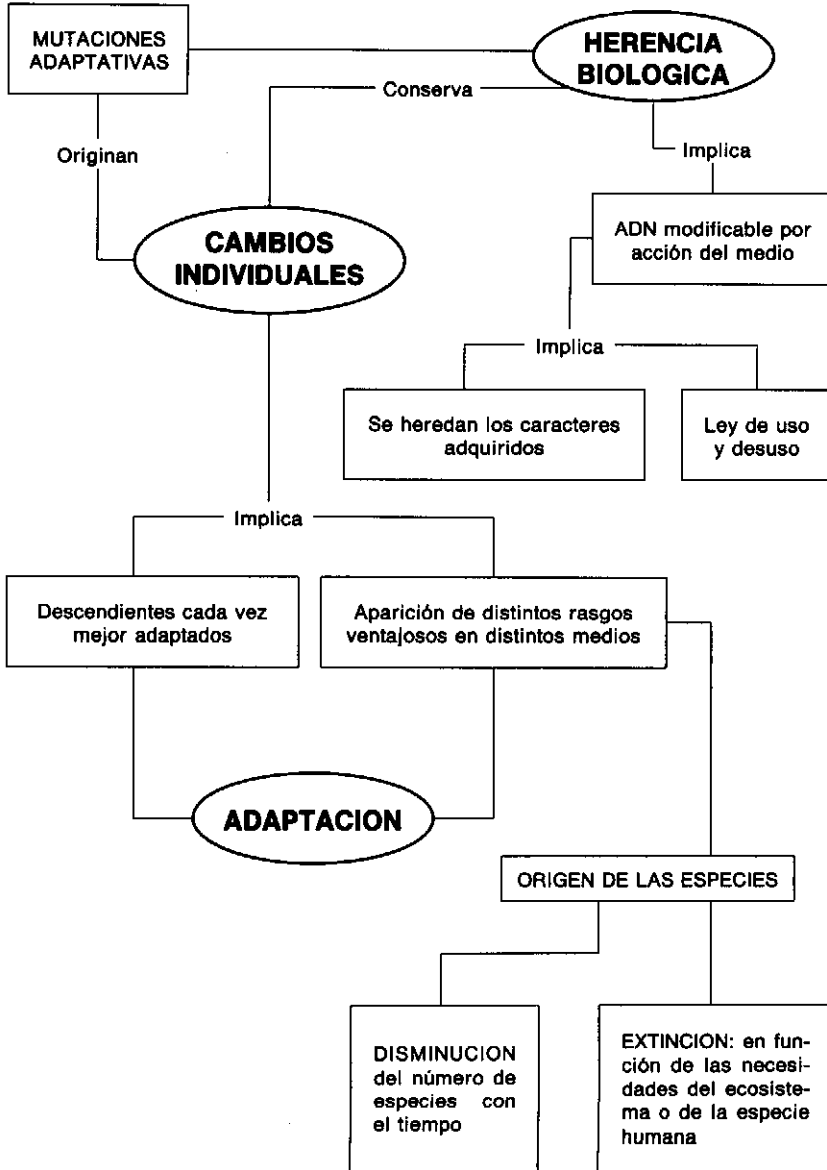 MUTACIONES
ADAPTATIVAS
HERENCIA
BIOLOGICA
Conserva
Originan
Implica
CAMBIOS
INDIVIDUALES
ADN modificable por
acción del medio
Implica
Se heredan los caracteres
adquiridos
Ley de uso
y desuso
Implica
Descendientes cada vez
mejor adaptados
Aparición de distintos rasgos
ventajosos en distintos medios
ADAPTACION
ORIGEN DE LAS ESPECIES
DISMINUCION
del número de
especies con
el tiempo
EXTINCION: en fun-
ción de las necesi-
dades del ecosiste-
ma o de la especie
humana